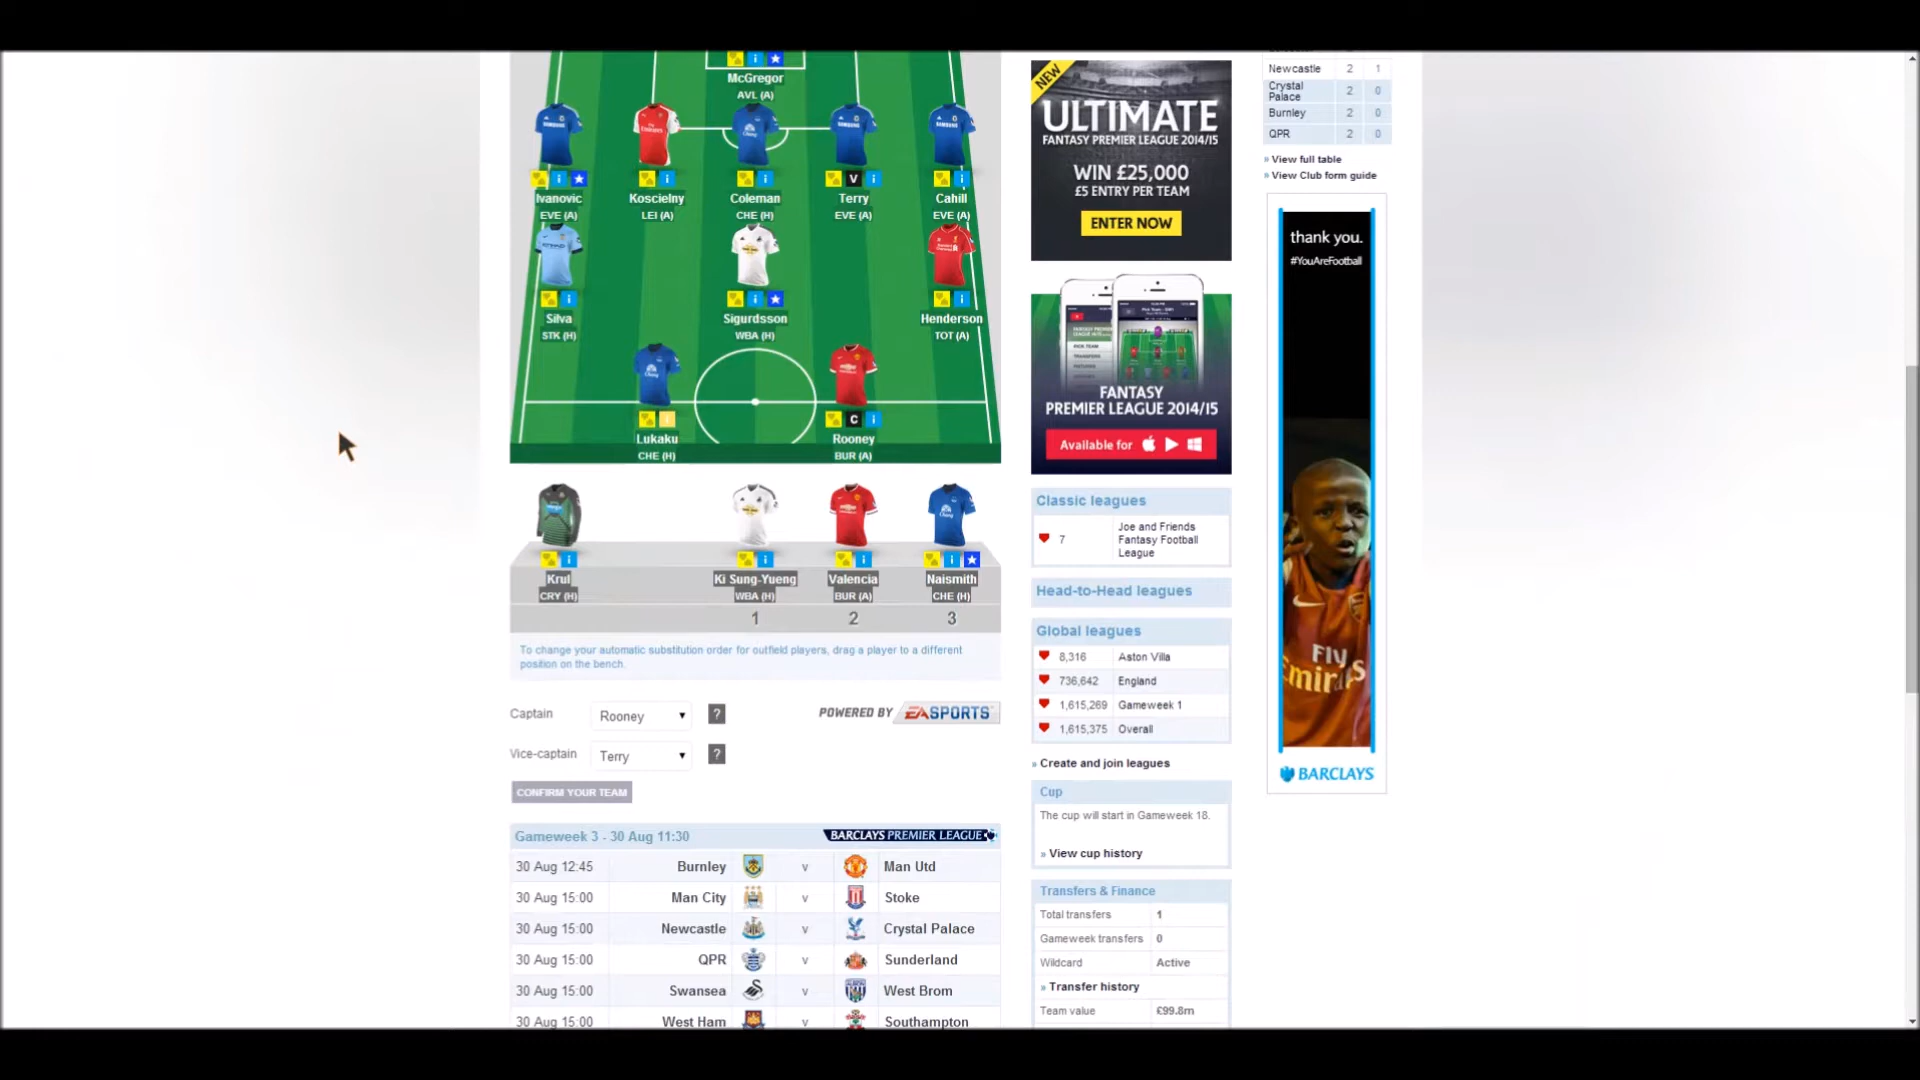 McGregor
AVL (A)
Ivanovic
EVE (A)
Koscielny
LEI (A)
Coleman
CHE (H)
V
Terry
EVE (A)
Cahill
EVE (A)
Silva
STK (H)
Sigurdsson
WBA (H)
Henderson
TOT (A)
Lukaku
CHE (H)
C
Rooney
BUR (A)
Krul
CRY (H)
Ki Sung-Yueng
WBA (H)
1
Valencia
BUR (A)
2
Naismith
CHE (H)
3
To change your automatic substitution order for outfield players, drag a player to a different
position on the bench.
Captain Rooney ?
Vice-captain Terry ?
POWERED BY EA SPORTS
CONFIRM YOUR TEAM
Gameweek 3 - 30 Aug 11:30 BARCLAYS PREMIER LEAGUE
30 Aug 12:45 Burnley v Man Utd
30 Aug 15:00 Man City v Stoke
30 Aug 15:00 Newcastle v Crystal Palace
30 Aug 15:00 QPR v Sunderland
30 Aug 15:00 Swansea v West Brom
30 Aug 15:00 West Ham v Southampton
NEW
ULTIMATE
FANTASY PREMIER LEAGUE 2014/15
WIN £25,000
£5 ENTRY PER TEAM
ENTER NOW
FANTASY
PREMIER LEAGUE 2014/15
Available for
Classic leagues
7 Joe and Friends
Fantasy Football
League
Head-to-Head leagues
Global leagues
8,316 Aston Villa
736,642 England
1,615,269 Gameweek 1
1,615,375 Overall
» Create and join leagues
Cup
The cup will start in Gameweek 18.
» View cup history
Transfers & Finance
Total transfers 1
Gameweek transfers 0
Wildcard Active
» Transfer history
Team value £99.8m
Newcastle 2 1
Crystal
Palace 2 0
Burnley 2 0
QPR 2 0
» View full table
» View Club form guide
thank you.
#YouAreFootball
Fly
Emirates
BARCLAYS